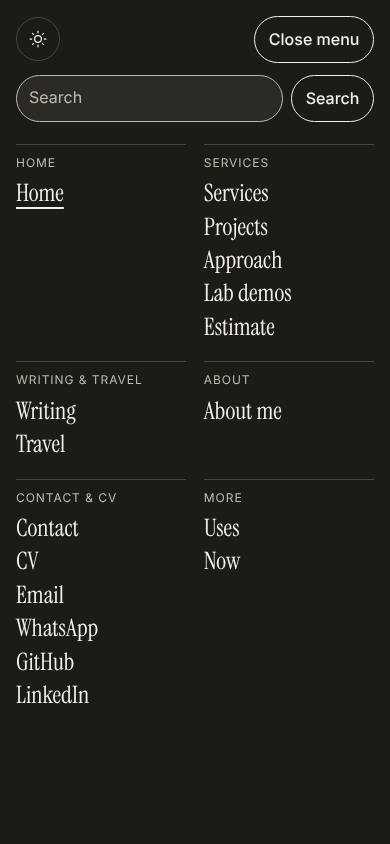 Close menu
Search
Search
HOME
Home
SERVICES
Services
Projects
Approach
Lab demos
Estimate
WRITING & TRAVEL
Writing
Travel
ABOUT
About me
CONTACT & CV
Contact
CV
Email
WhatsApp
GitHub
LinkedIn
MORE
Uses
Now